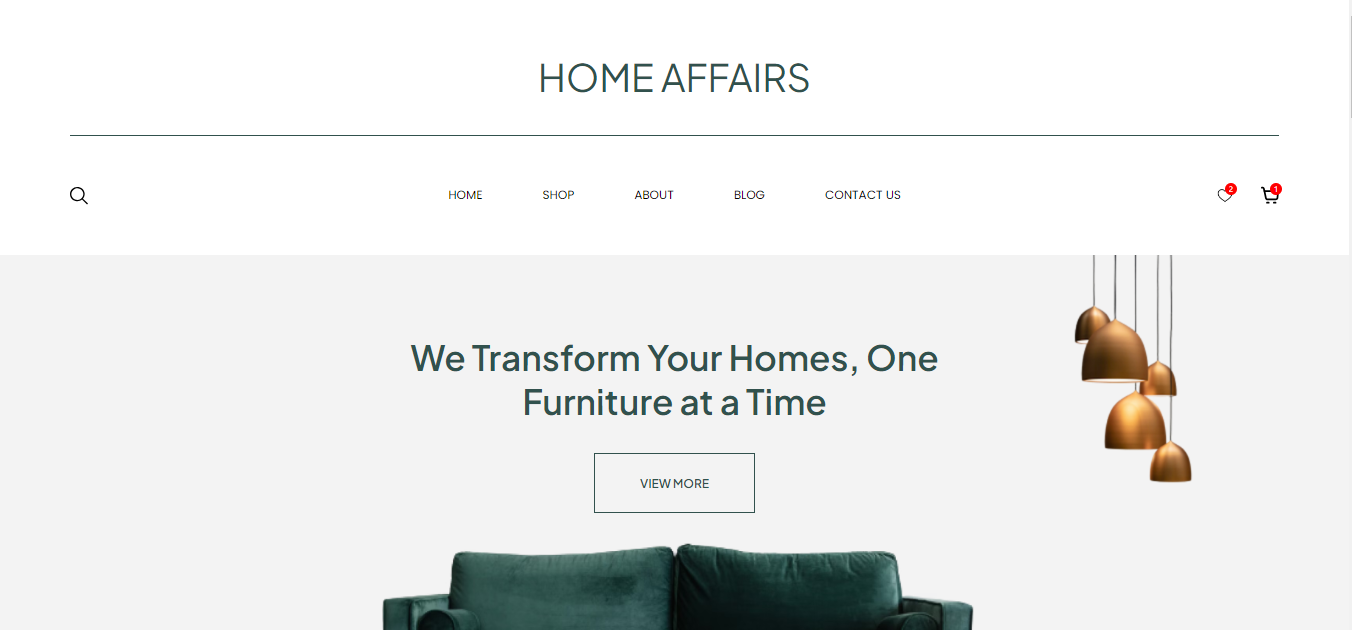 HOME AFFAIRS
HOME SHOP ABOUT BLOG CONTACT US 2 1
We Transform Your Homes, One
Furniture at a Time
VIEW MORE